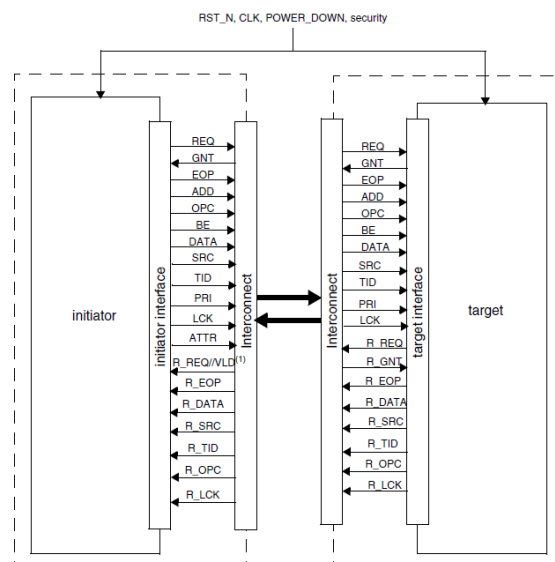 RST_N, CLK, POWER_DOWN, security
initiator
initiator interface
REQ
GNT
EOP
ADD
OPC
BE
DATA
SRC
TID
PRI
LCK
ATTR
R_REQ//VLD(1)
R_EOP
R_DATA
R_SRC
R_TID
R_OPC
R_LCK
Interconnect
Interconnect
REQ
GNT
EOP
ADD
OPC
BE
DATA
SRC
TID
PRI
LCK
R_REQ
R_GNT
R_EOP
R_DATA
R_SRC
R_TID
R_OPC
R_LCK
target interface
target